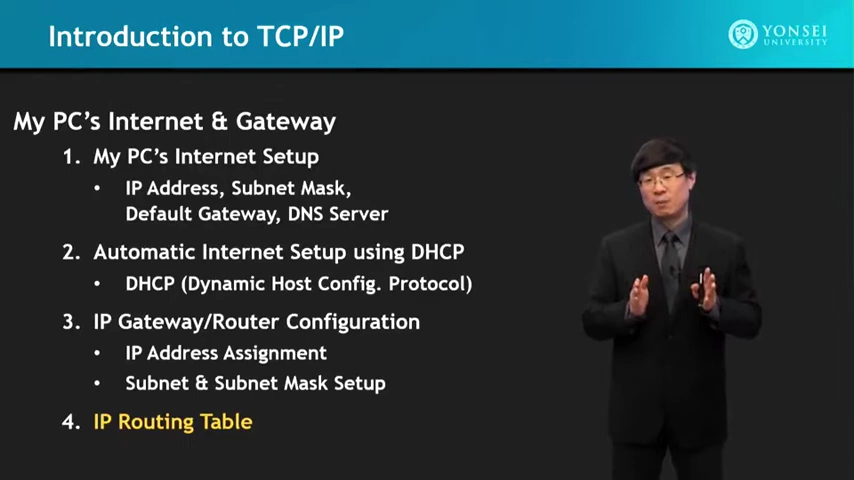 Introduction to TCP/IP
YONSEI
UNIVERSITY
My PC's Internet & Gateway
1. My PC's Internet Setup
• IP Address, Subnet Mask,
Default Gateway, DNS Server
2. Automatic Internet Setup using DHCP
• DHCP (Dynamic Host Config. Protocol)
3. IP Gateway/Router Configuration
• IP Address Assignment
• Subnet & Subnet Mask Setup
4. IP Routing Table